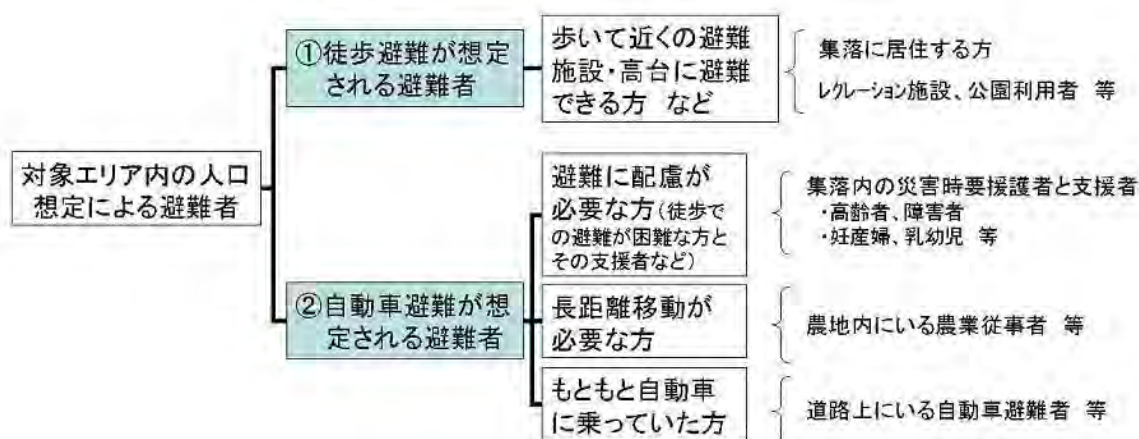 対象エリア内の人口
想定による避難者
①徒歩避難が想定
される避難者
歩いて近くの避難
施設・高台に避難
できる方 など
集落に居住する方
レクレーション施設、公園利用者 等
②自動車避難が想
定される避難者
避難に配慮が
必要な方(徒歩で
の避難が困難な方と
その支援者など)
集落内の災害時要援護者と支援者
・高齢者、障害者
・妊産婦、乳幼児 等
長距離移動が
必要な方
農地内にいる農業従事者 等
もともと自動車
に乗っていた方
道路上にいる自動車避難者 等